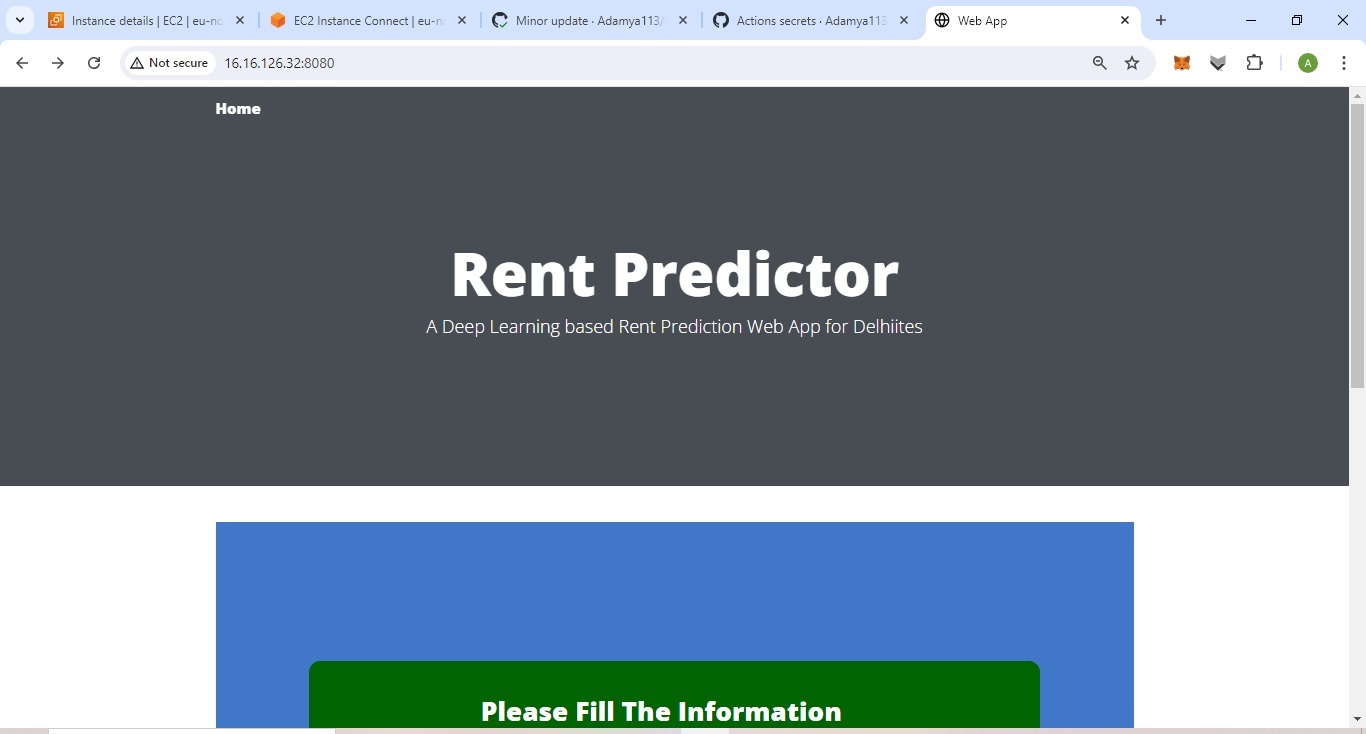 Instance details | EC2 | eu-no
EC2 Instance Connect | eu-n
Minor update · Adamya113/
Actions secrets · Adamya113
Web App
Not secure
16.16.126.32:8080
A
Home
Rent Predictor
A Deep Learning based Rent Prediction Web App for Delhiites
Please Fill The Information